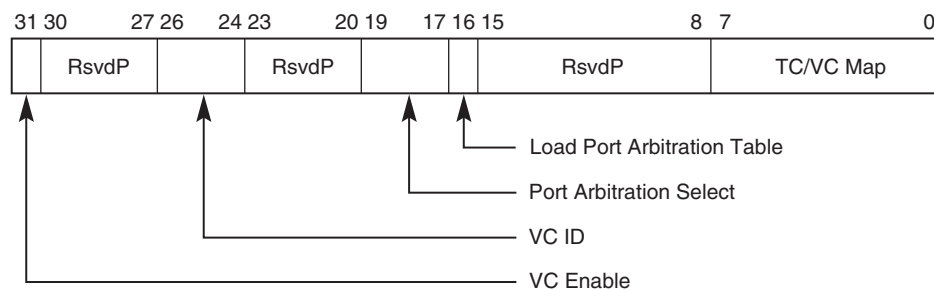 31 30 27 26 24 23 20 19 17 16 15 8 7 0
RsvdP RsvdP RsvdP TC/VC Map
Load Port Arbitration Table
Port Arbitration Select
VC ID
VC Enable